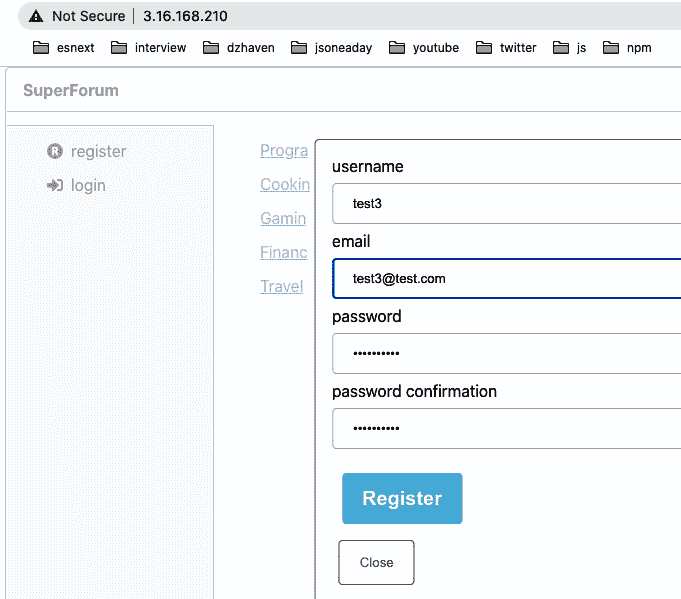 Not Secure | 3.16.168.210
esnext interview dzhaven jsoneaday youtube twitter js npm
SuperForum
register
login
Progra
Cookin
Gamin
Financ
Travel
username
test3
email
test3@test.com
password
••••••••••
password confirmation
••••••••••
Register
Close